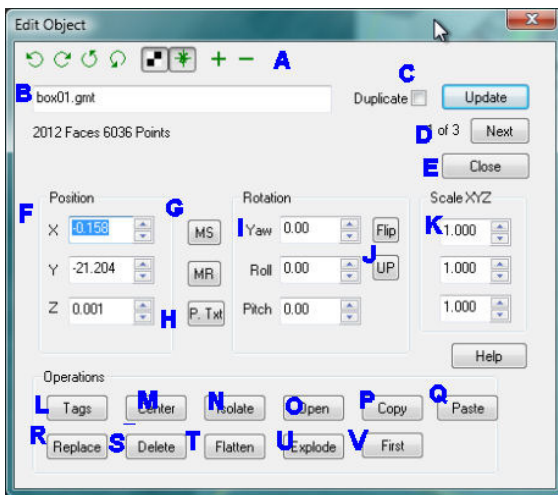 Edit Object
A
C
B box01.gmt Duplicate Update
2012 Faces 6036 Points D of 3 Next
E Close
F Position G Rotation Scale XYZ
X -0.158 MS I Yaw 0.00 Flip K 1.000
Y -21.204 MR Roll 0.00 J UP 1.000
Z 0.001 H P. Txt Pitch 0.00 1.000
Help
Operations
L Tags M Center N Isolate O Open P Copy Q Paste
R Replace S Delete T Flatten U Explode V First